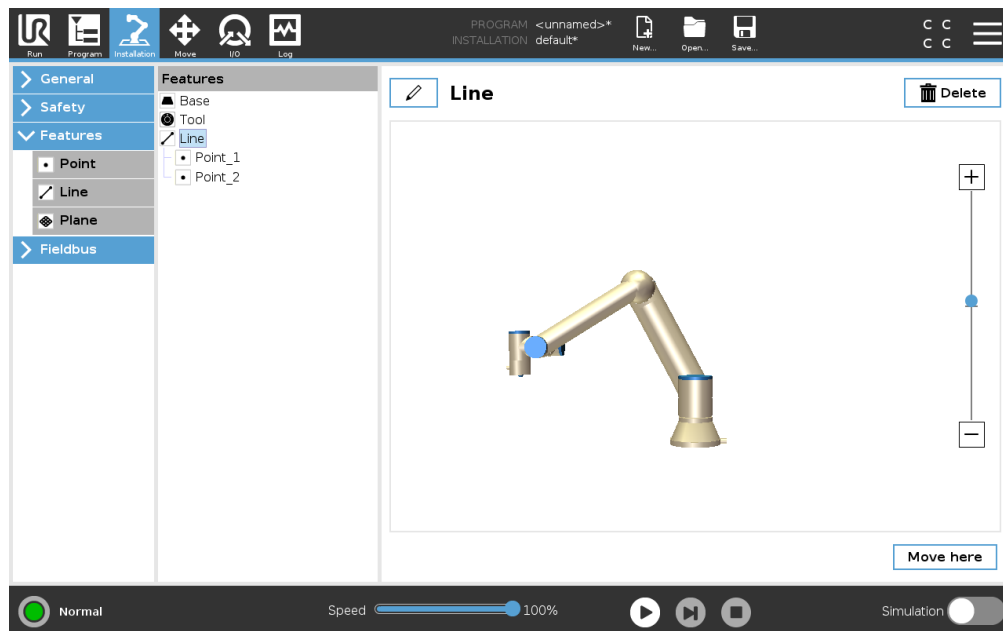 PROGRAM <unnamed>*
INSTALLATION default*
UR
Run Program Installation Move I/O Log
New... Open... Save...
C C
C C
General
Safety
Features
Point
Line
Plane
Fieldbus
Features
Base
Tool
Line
Point_1
Point_2
Line
Delete
Move here
Normal
Speed 100%
Simulation